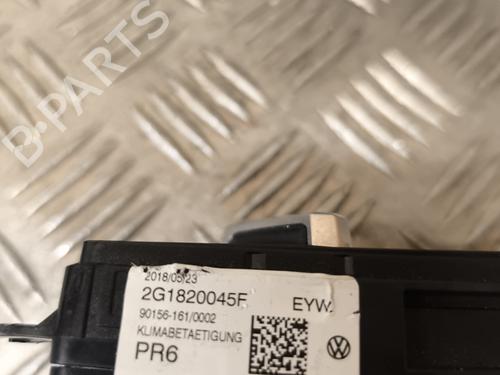 B-PARTS
2018/05/23
2G1820045F EYW
90156-161/0002
KLIMABETAETIGUNG
PR6